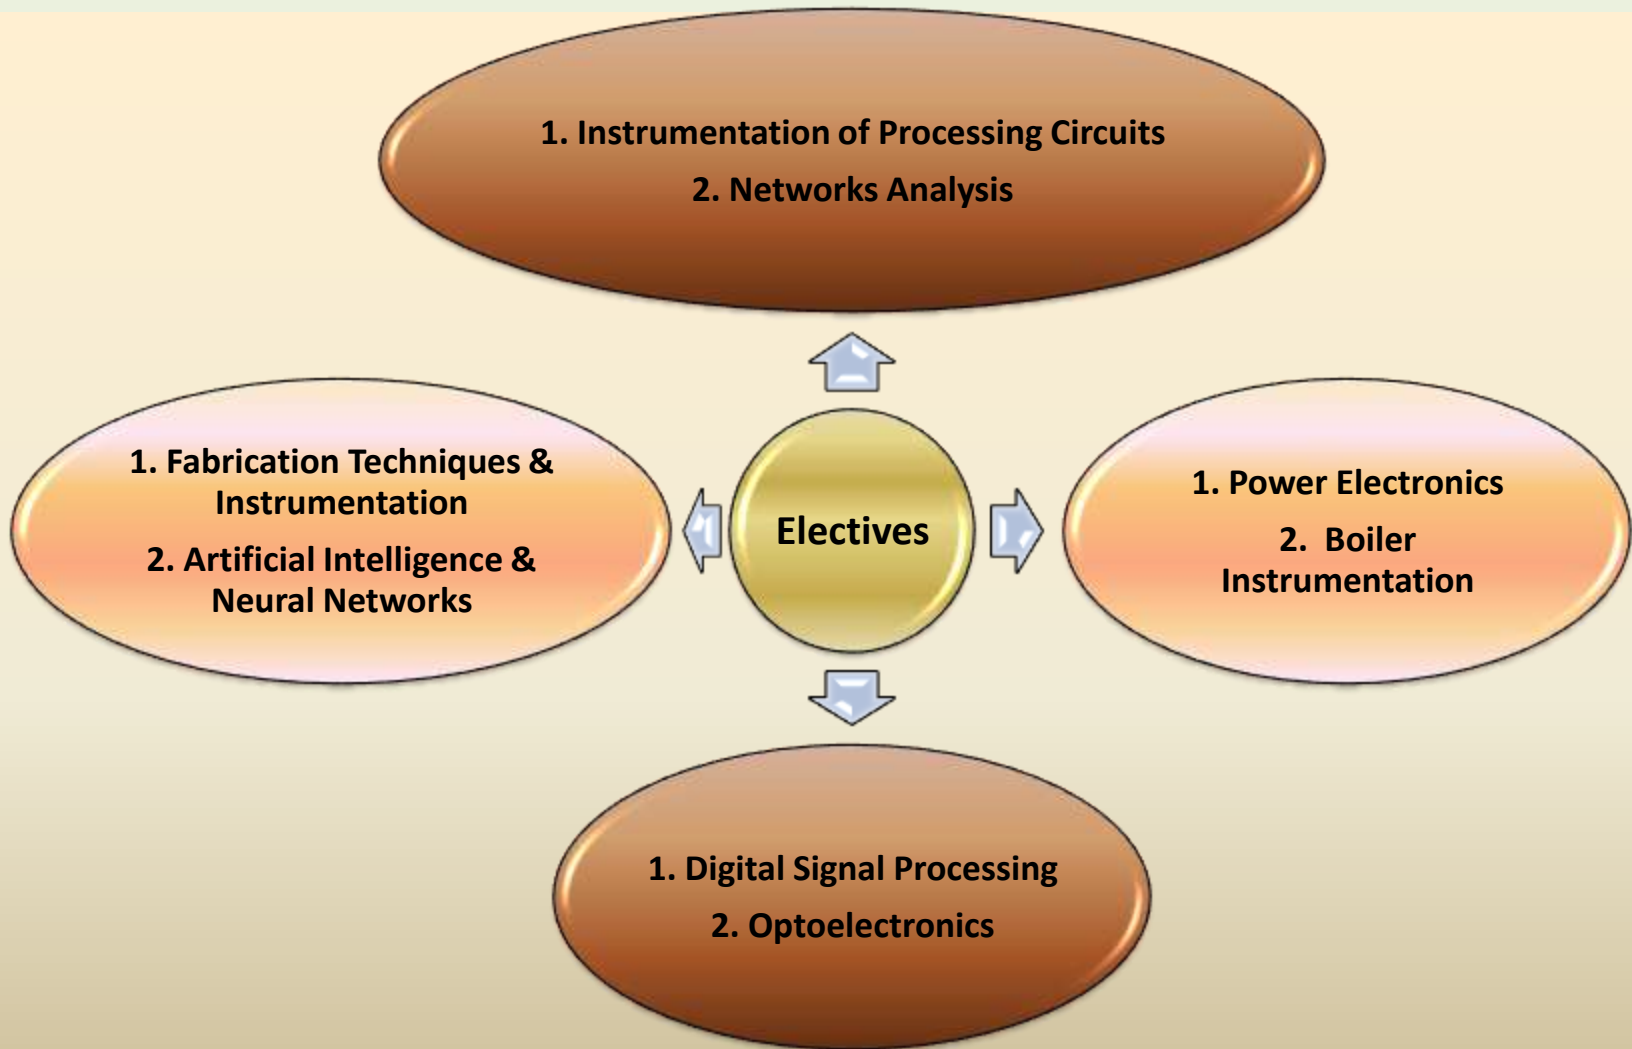 1. Instrumentation of Processing Circuits
2. Networks Analysis
1. Fabrication Techniques &
Instrumentation
2. Artificial Intelligence &
Neural Networks
Electives
1. Power Electronics
2. Boiler
Instrumentation
1. Digital Signal Processing
2. Optoelectronics